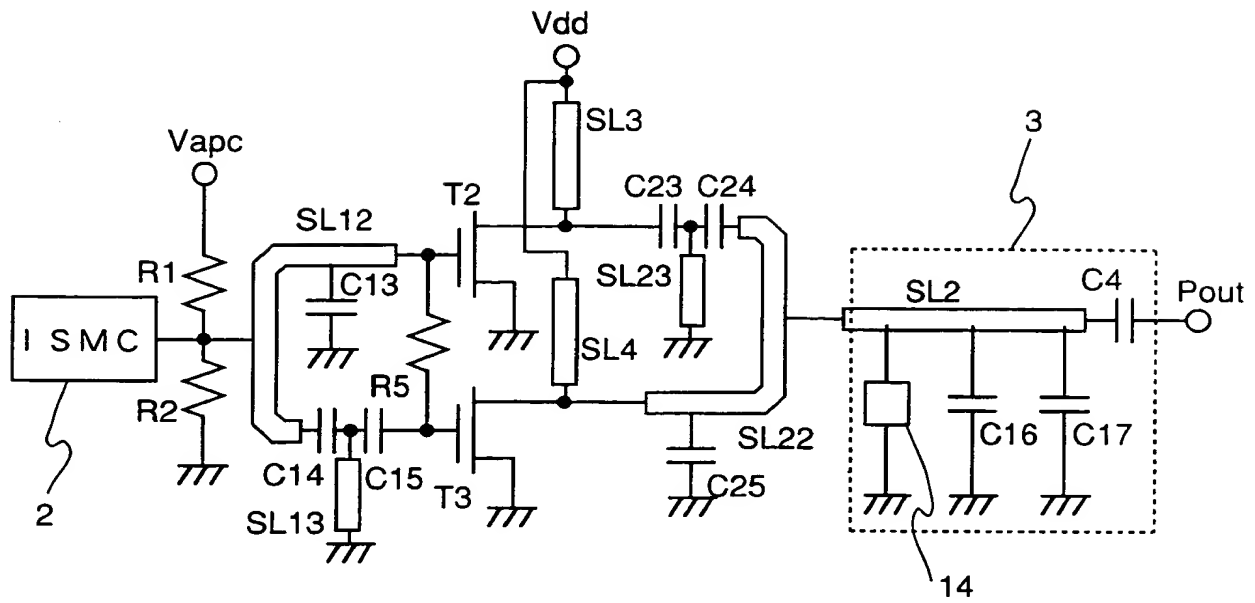 Vdd
3
SL3
Vapc
C23 C24
T2
SL12
SL2
C4
Pout
R1
C13
SL23
I SMC
SL4
R5
R2
SL22
C16
C17
C14
C15
T3
C25
2
SL13
14